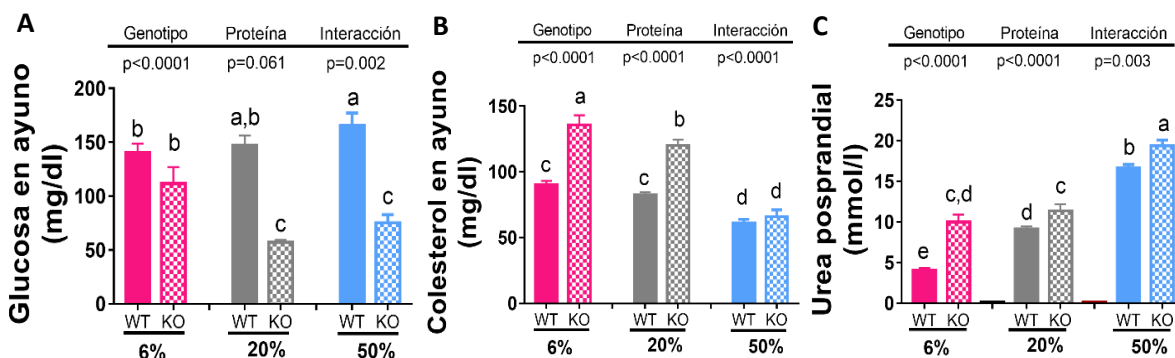 A
Genotipo Proteína Interacción
p<0.0001 p=0.061 p=0.002
Glucosa en ayuno
(mg/dl)
200
150
100
50
0
b b a,b c a c
WT KO WT KO WT KO
6% 20% 50%
B
Genotipo Proteína Interacción
p<0.0001 p<0.0001 p<0.0001
Colesterol en ayuno
(mg/dl)
150
100
50
0
c a c b d d
WT KO WT KO WT KO
6% 20% 50%
C
Genotipo Proteína Interacción
p<0.0001 p<0.0001 p=0.003
Urea posprandial
(mmol/l)
25
20
15
10
5
0
e c,d d c b a
WT KO WT KO WT KO
6% 20% 50%